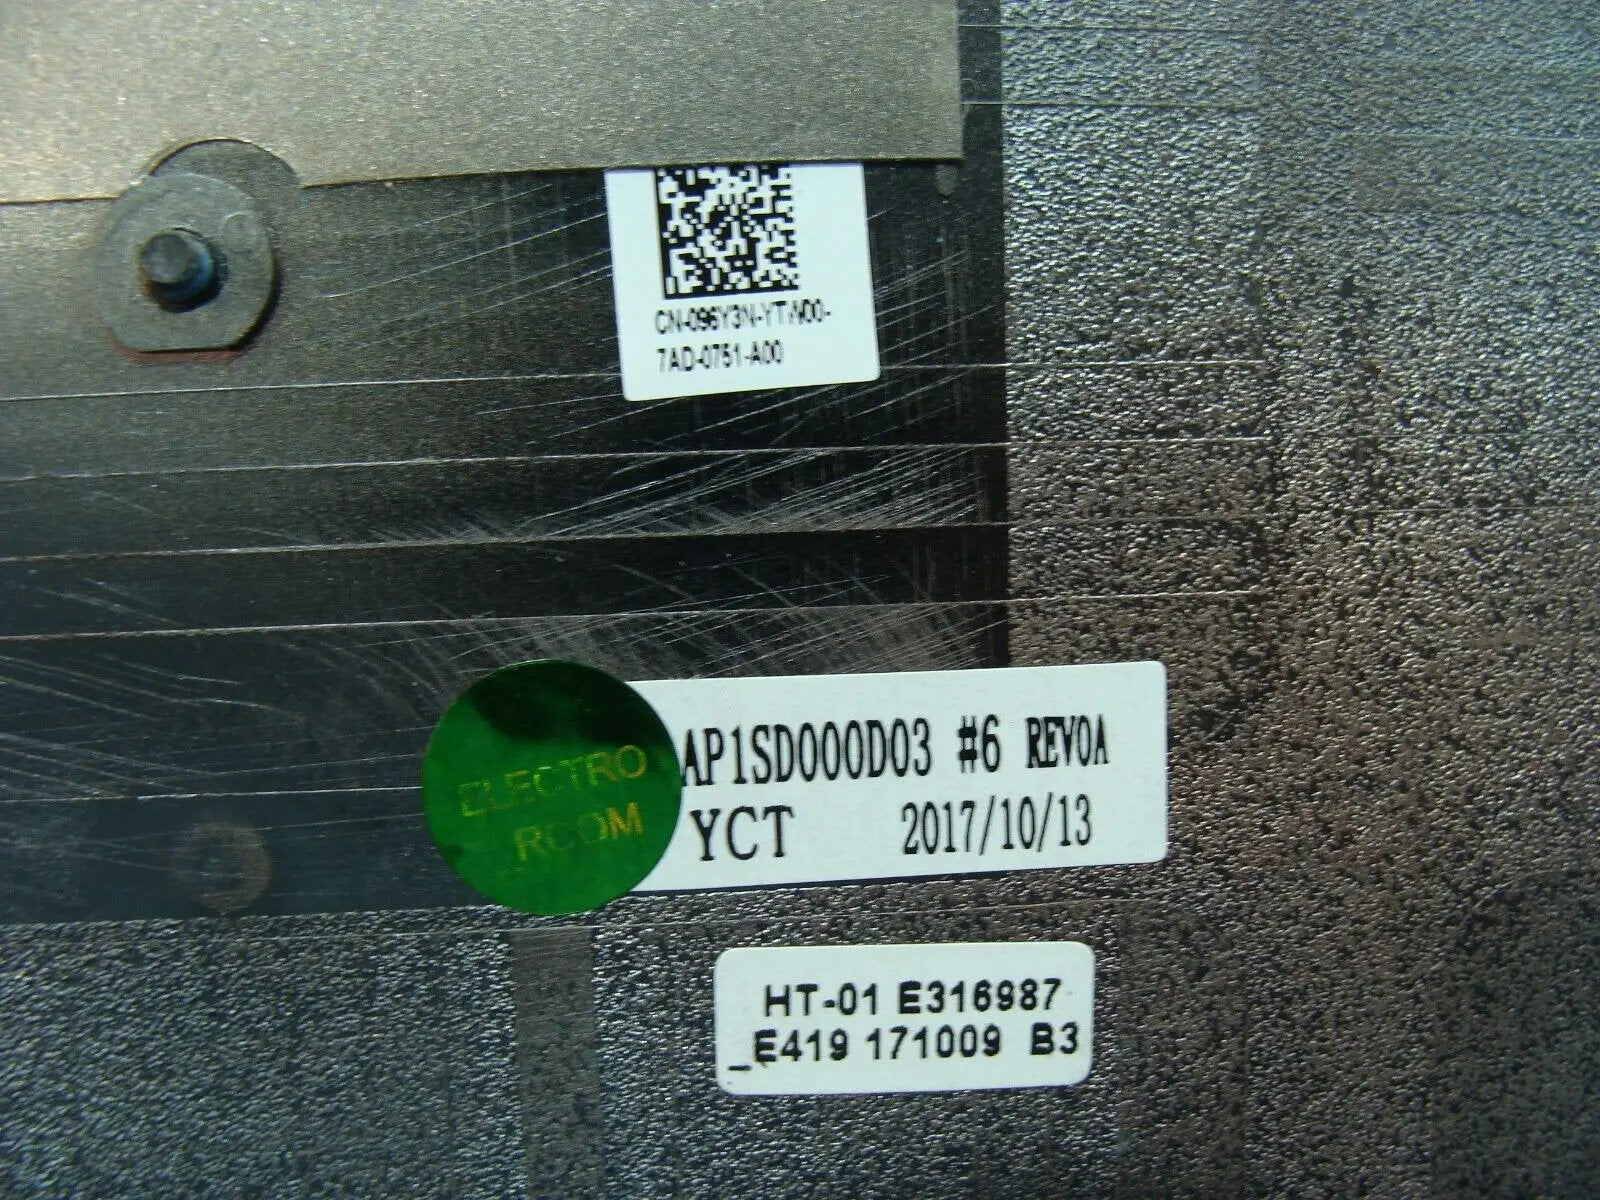 CN-096Y3N-YTW00-
7AD-0751-A00
AP1SD000D03 #6 REV0A
YCT 2017/10/13
ELECTRO
ROOM
HT-01 E316987
_E419 171009 B3